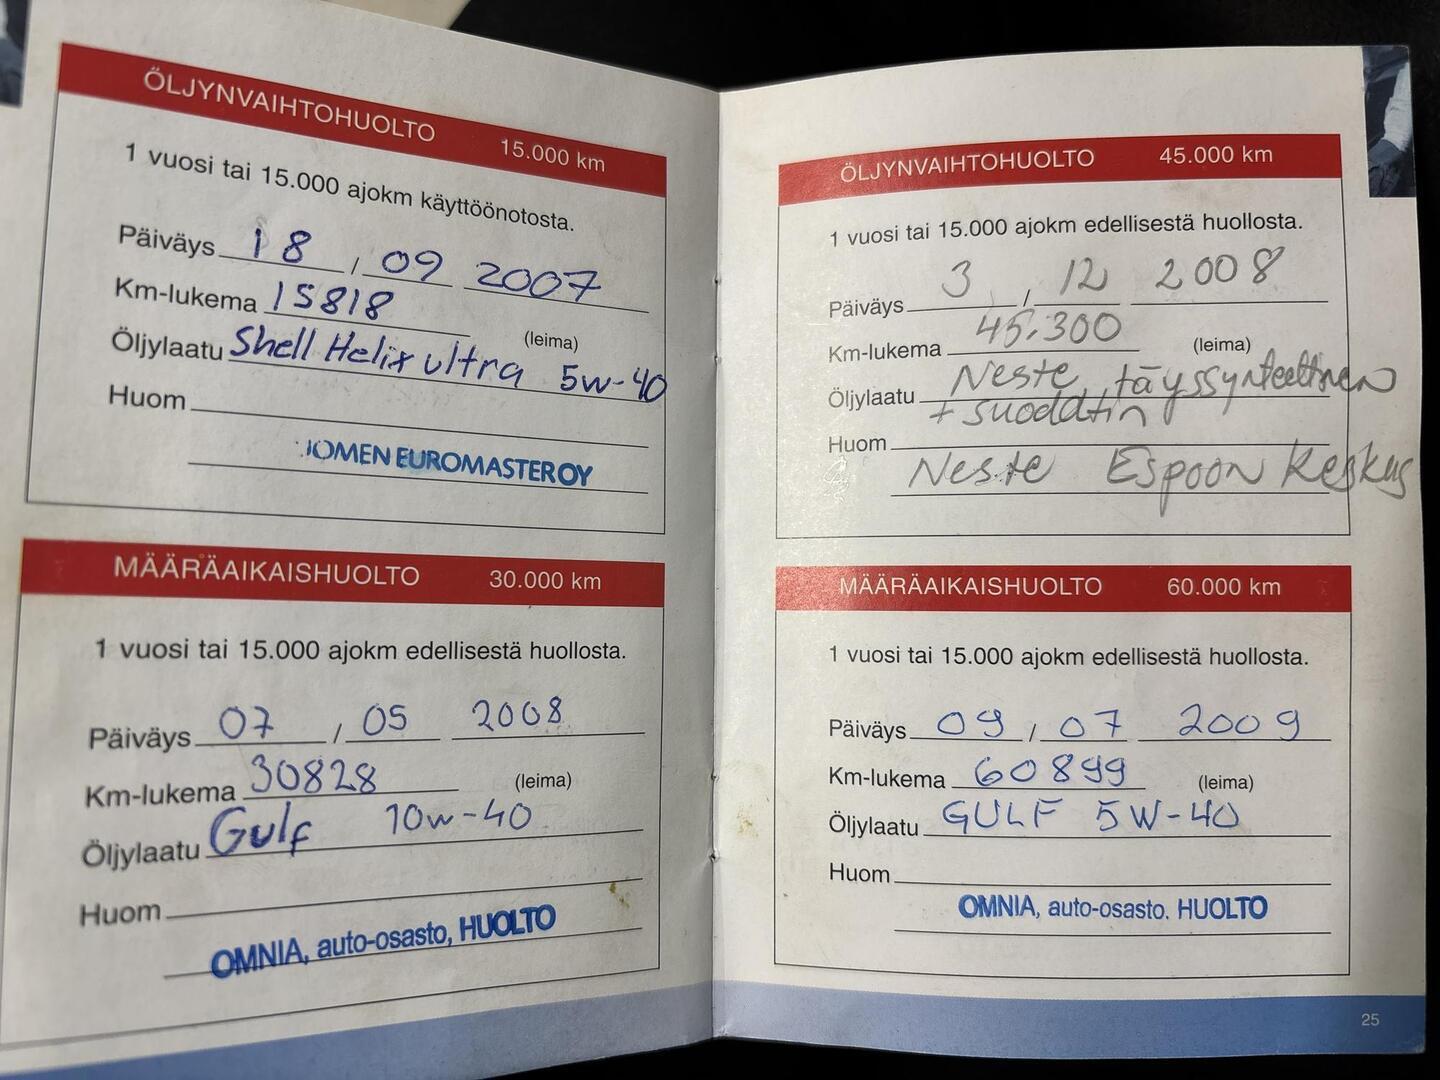 ÖLJYNVAIHTOHUOLTO 15.000 km
1 vuosi tai 15.000 ajokm käyttöönotosta.
Päiväys 18 / 09 2007
Km-lukema 15818 (leima)
Öljylaatu Shell Helix ultra 5w-40
Huom
OMEN EUROMASTER OY
MÄÄRÄAIKAISHUOLTO 30.000 km
1 vuosi tai 15.000 ajokm edellisestä huollosta.
Päiväys 07 / 05 2008
Km-lukema 30828 (leima)
Öljylaatu Gulf 10w-40
Huom
OMNIA, auto-osasto, HUOLTO
ÖLJYNVAIHTOHUOLTO 45.000 km
1 vuosi tai 15.000 ajokm edellisestä huollosta.
Päiväys 3 / 12 2008
Km-lukema 45.300 (leima)
Öljylaatu Neste täyssynteettinen
+ suodatin
Huom
Neste Espoon Keskus
MÄÄRÄAIKAISHUOLTO 60.000 km
1 vuosi tai 15.000 ajokm edellisestä huollosta.
Päiväys 09 / 07 2009
Km-lukema 60899 (leima)
Öljylaatu GULF 5W-40
Huom
OMNIA, auto-osasto. HUOLTO
25